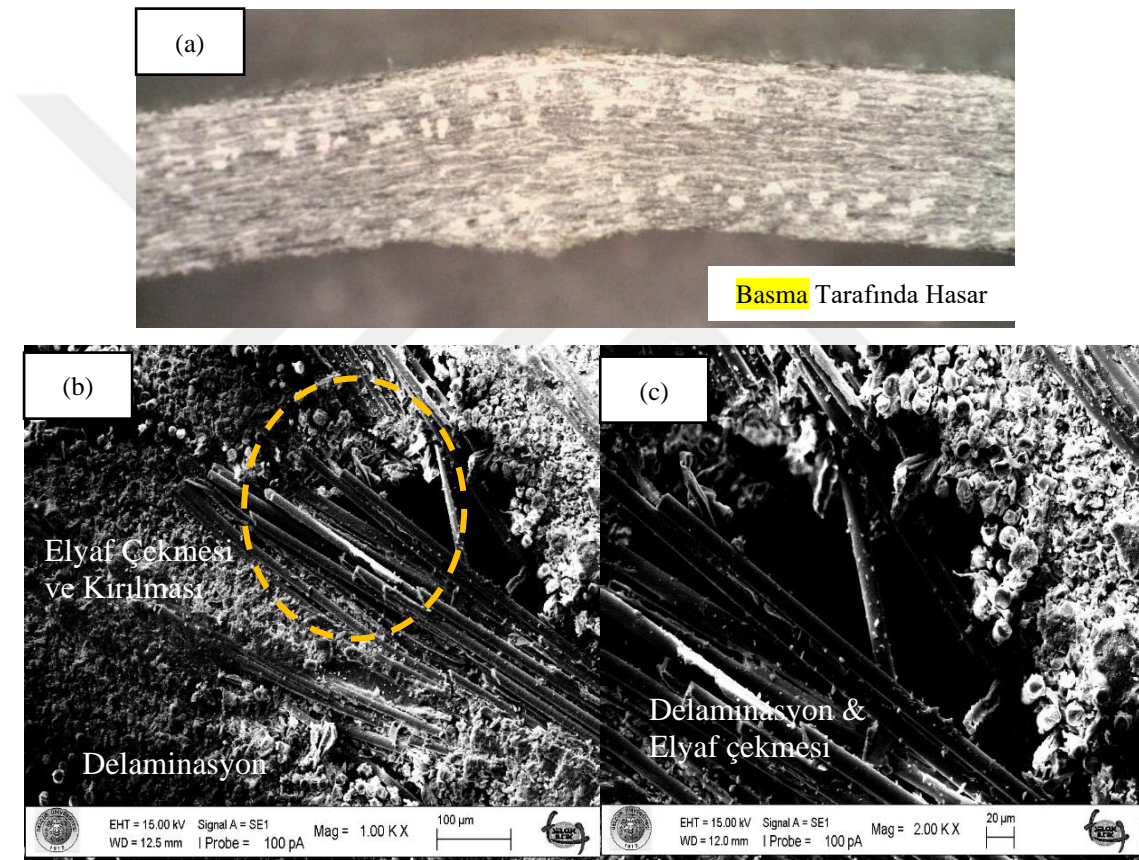 (a)
Basma Tarafında Hasar
(b)
(c)
Elyaf Çekmesi
ve Kırılması
Delaminasyon
Delaminasyon &
Elyaf çekmesi
EHT = 15.00 kV Signal A = SE1
WD = 12.5 mm I Probe = 100 pA
Mag = 1.00 K X
100 µm
EHT = 15.00 kV Signal A = SE1
WD = 12.0 mm I Probe = 100 pA
Mag = 2.00 K X
20 µm